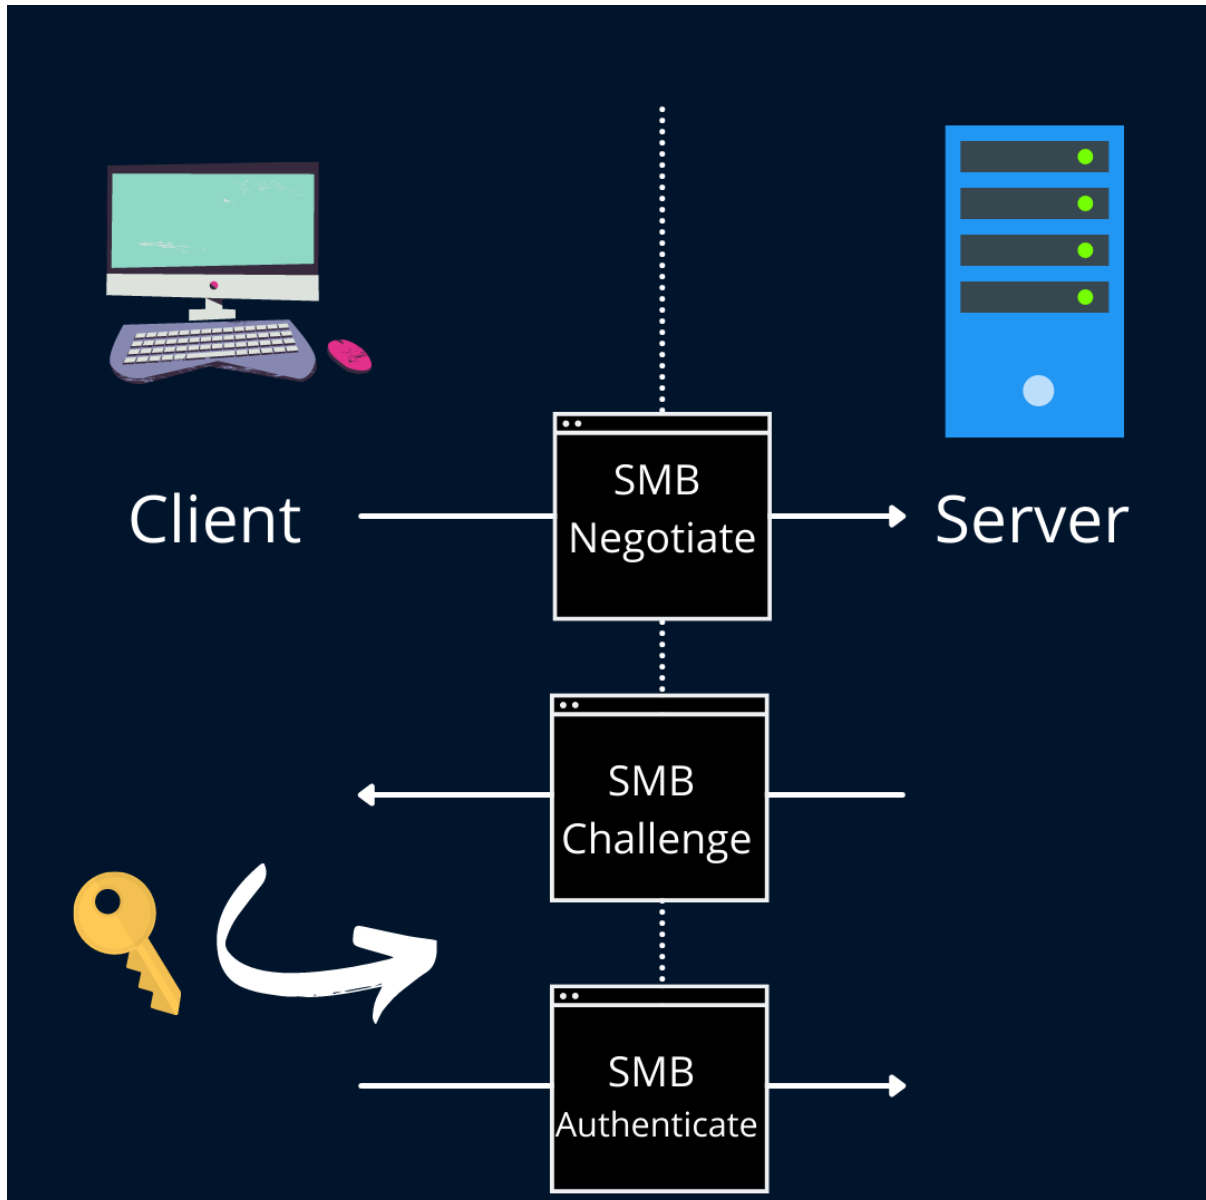 SMB
Negotiate
Client
Server
SMB
Challenge
SMB
Authenticate